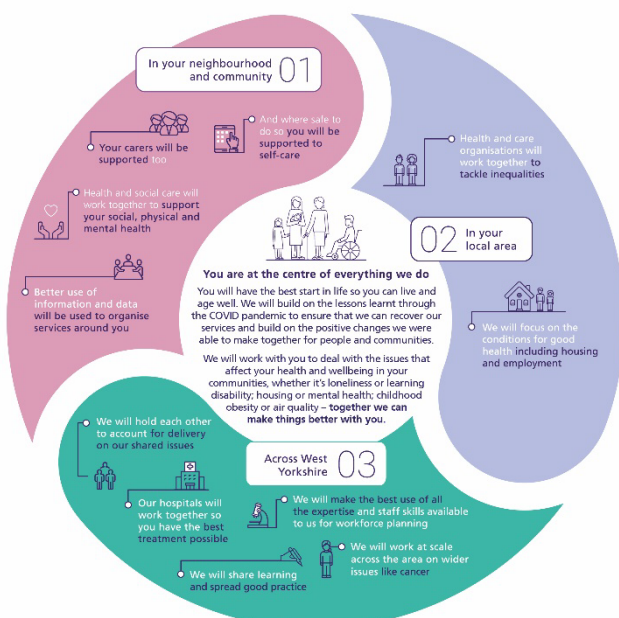 In your neighbourhood
and community
01
And where safe to
do so you will be
supported to
self-care
Your carers will be
supported too
Health and social care will
work together to support
your social, physical and
mental health
Better use of
information and data
will be used to organise
services around you
Health and care
organisations will
work together to
tackle inequalities
02
In your
local area
We will focus on the
conditions for good
health including housing
and employment
You are at the centre of everything we do
You will have the best start in life so you can live and
age well. We will build on the lessons learnt through
the COVID pandemic to ensure that we can recover our
services and build on the positive changes we were
able to make together for people and communities.
We will work with you to deal with the issues that
affect your health and wellbeing in your
communities, whether it's loneliness or learning
disability; housing or mental health; childhood
obesity or air quality – together we can
make things better with you.
Across West
Yorkshire
03
We will hold each other
to account for delivery
on our shared issues
Our hospitals will
work together so
you have the best
treatment possible
We will make the best use of all
the expertise and staff skills available
to us for workforce planning
We will work at scale
across the area on wider
issues like cancer
We will share learning
and spread good practice